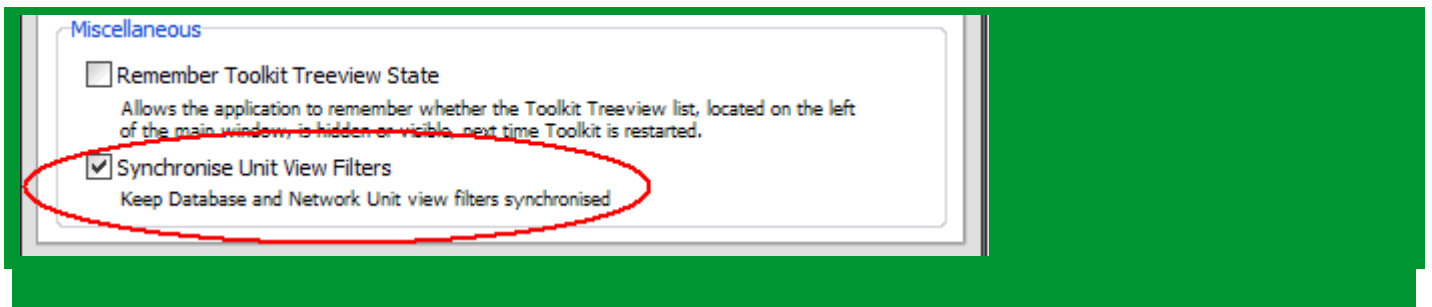 Miscellaneous
Remember Toolkit Treeview State
Allows the application to remember whether the Toolkit Treeview list, located on the left
of the main window, is hidden or visible, next time Toolkit is restarted.
Synchronise Unit View Filters
Keep Database and Network Unit view filters synchronised